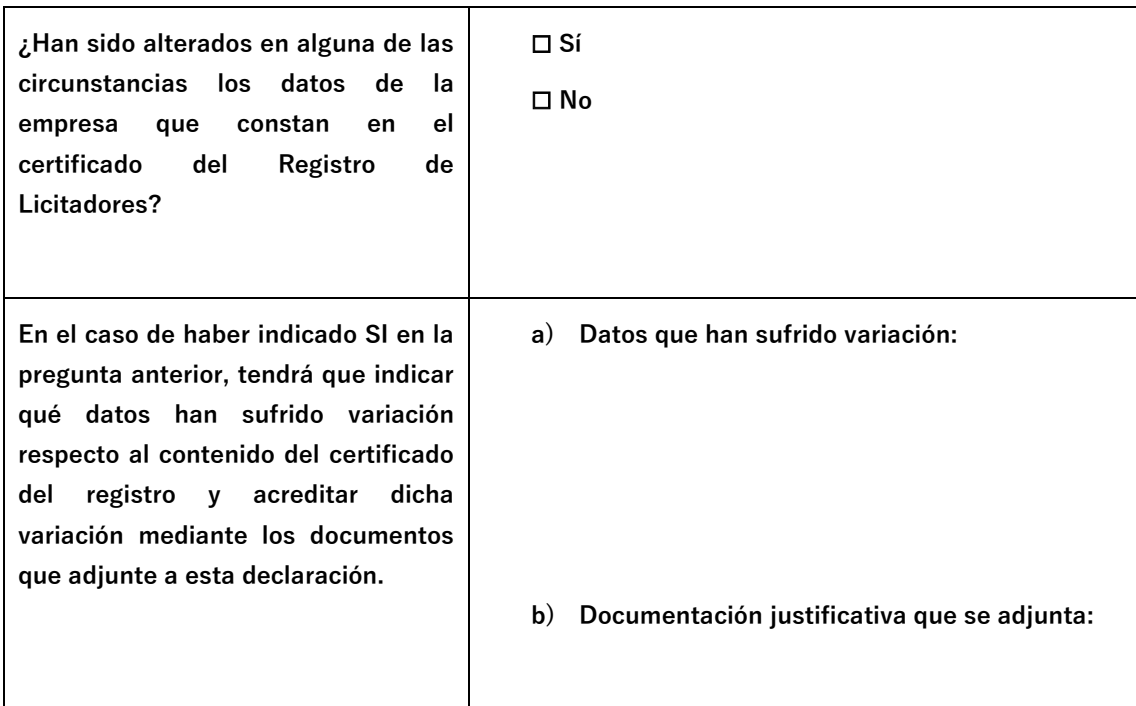 ¿Han sido alterados en alguna de las
circunstancias los datos de la
empresa que constan en el
certificado del Registro de
Licitadores?
☐ Sí
☐ No
En el caso de haber indicado SI en la
pregunta anterior, tendrá que indicar
qué datos han sufrido variación
respecto al contenido del certificado
del registro y acreditar dicha
variación mediante los documentos
que adjunte a esta declaración.
a) Datos que han sufrido variación:
b) Documentación justificativa que se adjunta: